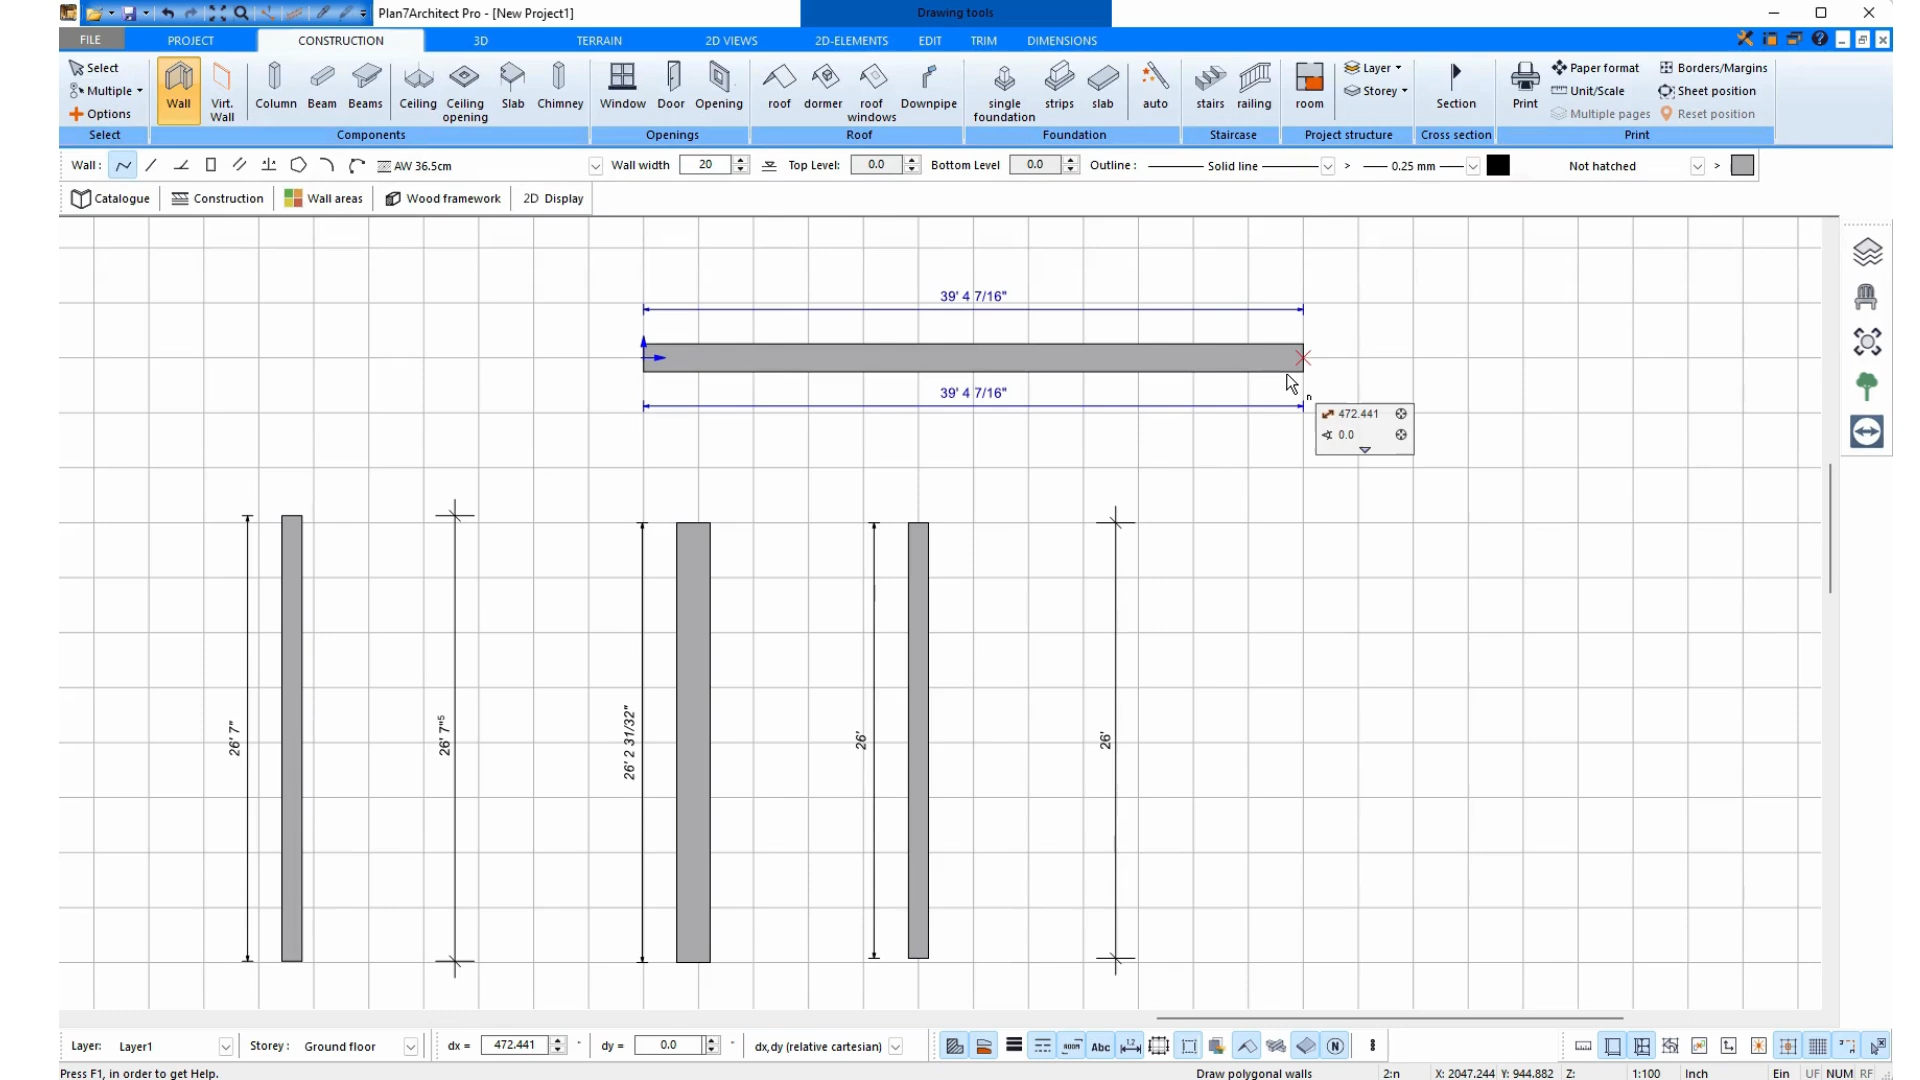 Plan7Architect Pro - [New Project1]
Drawing tools
FILE
PROJECT
CONSTRUCTION
3D
TERRAIN
2D VIEWS
2D-ELEMENTS
EDIT
TRIM
DIMENSIONS
Select
Multiple
Options
Select
Wall
Virt. Wall
Column
Beam
Beams
Ceiling
Ceiling opening
Slab
Chimney
Components
Window
Door
Opening
Openings
roof
dormer
roof windows
Downpipe
Roof
single foundation
strips
slab
Foundation
auto
stairs
railing
Staircase
room
Layer
Storey
Project structure
Section
Cross section
Print
Paper format
Unit/Scale
Multiple pages
Borders/Margins
Sheet position
Reset position
Print
Wall :
AW 36.5cm
Wall width
20
Top Level:
0.0
Bottom Level
0.0
Outline :
Solid line
>
0.25 mm
Not hatched
>
Catalogue
Construction
Wall areas
Wood framework
2D Display
39' 4 7/16"
39' 4 7/16"
n
472.441
0.0
26' 7"
26' 7"5
26' 2 31/32"
26'
26'
Layer:
Layer1
Storey :
Ground floor
dx =
472.441
"
dy =
0.0
"
dx,dy (relative cartesian)
ROOM
Abc
1,2
N
Press F1, in order to get Help.
Draw polygonal walls
2:n
X: 2047.244
Y: 944.882
Z:
1:100
Inch
Ein
UF
NUM
RF